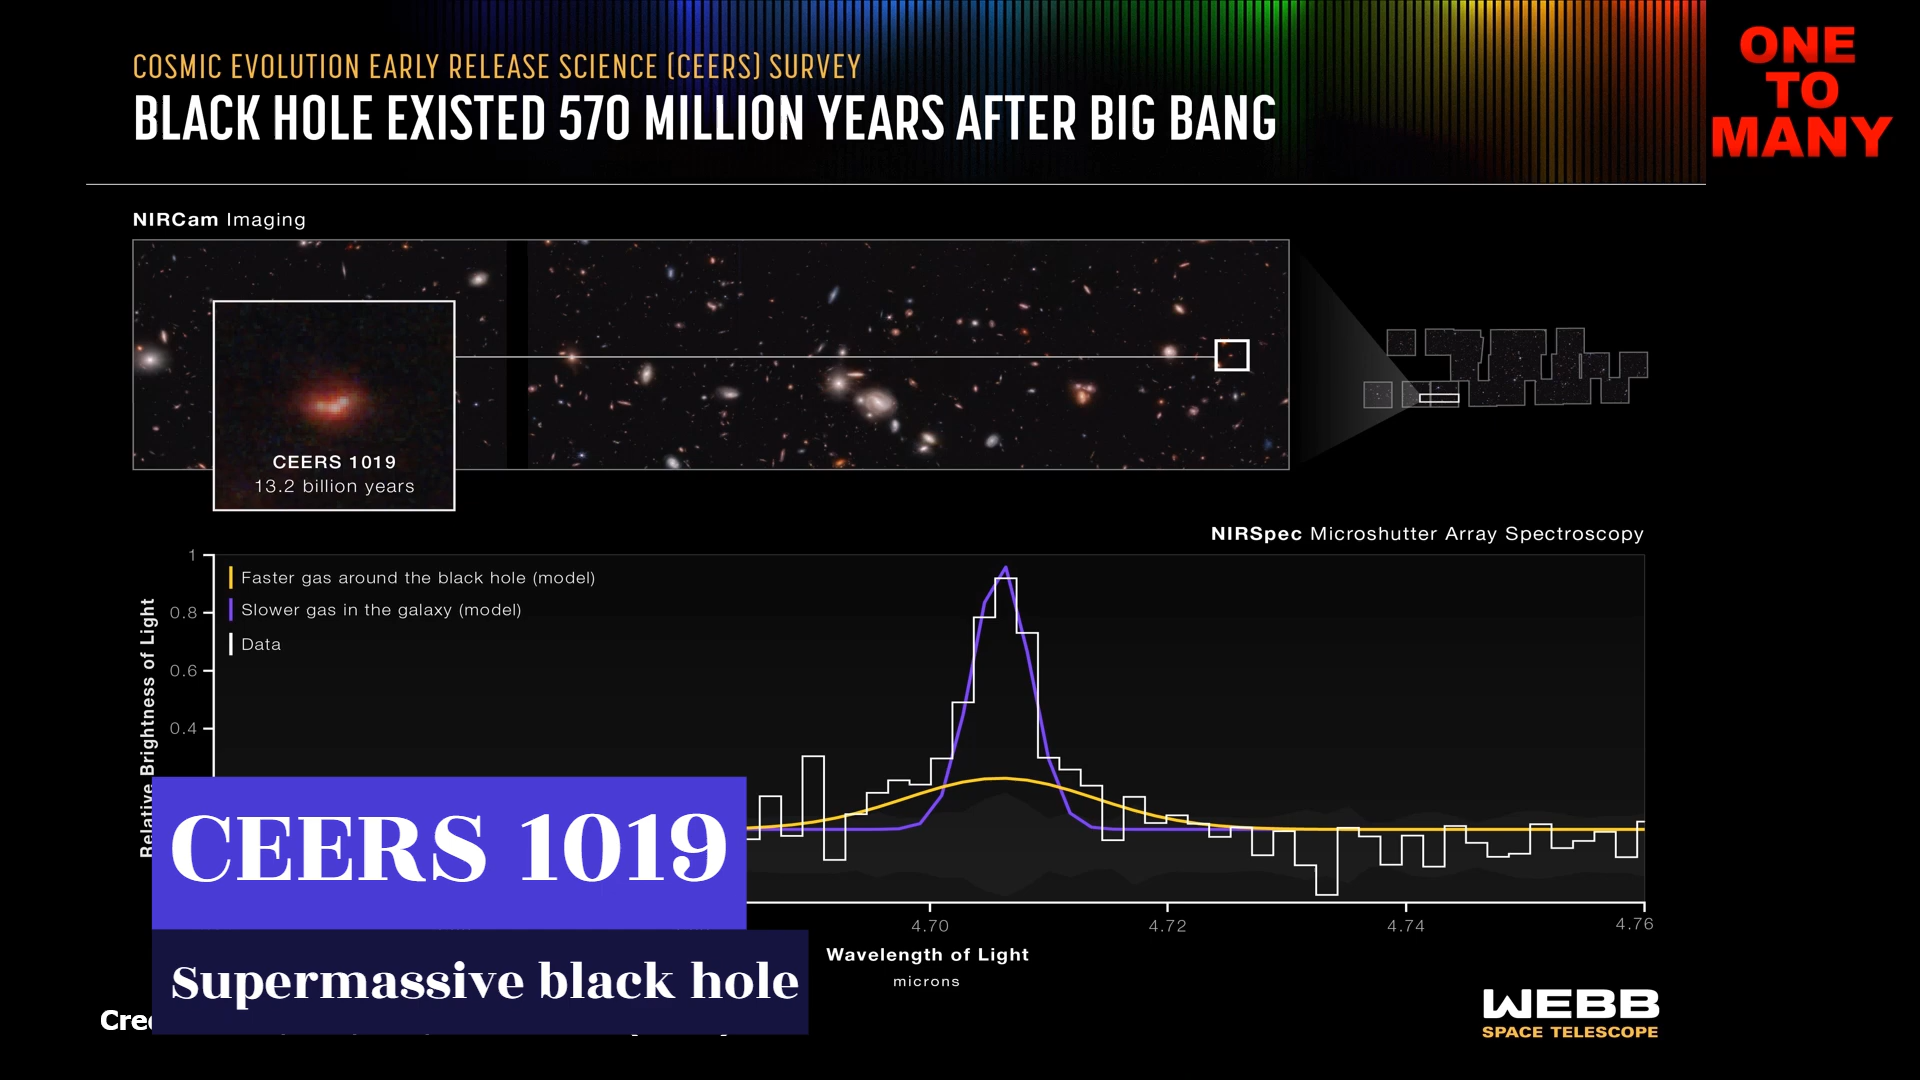 COSMIC EVOLUTION EARLY RELEASE SCIENCE (CEERS) SURVEY
BLACK HOLE EXISTED 570 MILLION YEARS AFTER BIG BANG
ONE
TO
MANY
NIRCam Imaging
CEERS 1019
13.2 billion years
NIRSpec Microshutter Array Spectroscopy
Relative Brightness of Light
1
0.8
0.6
0.4
Faster gas around the black hole (model)
Slower gas in the galaxy (model)
Data
4.70
4.72
4.74
4.76
Wavelength of Light
microns
CEERS 1019
Supermassive black hole
WEBB
SPACE TELESCOPE